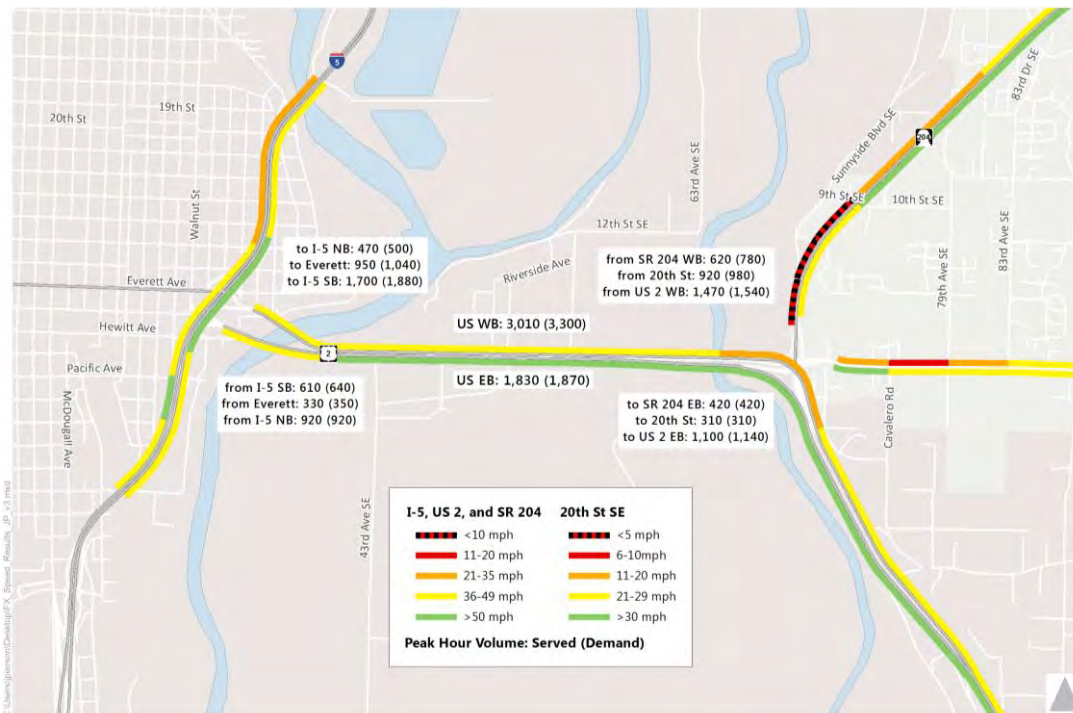 5
19th St
20th St
Walnut St
Everett Ave
Hewitt Ave
Pacific Ave
McDougall Ave
to I-5 NB: 470 (500)
to Everett: 950 (1,040)
to I-5 SB: 1,700 (1,880)
2
from I-5 SB: 610 (640)
from Everett: 330 (350)
from I-5 NB: 920 (920)
Riverside Ave
12th St SE
63rd Ave SE
43rd Ave SE
US WB: 3,010 (3,300)
US EB: 1,830 (1,870)
from SR 204 WB: 620 (780)
from 20th St: 920 (980)
from US 2 WB: 1,470 (1,540)
to SR 204 EB: 420 (420)
to 20th St: 310 (310)
to US 2 EB: 1,100 (1,140)
Sunnyside Blvd SE
204
83rd Dr SE
9th St SE
10th St SE
79th Ave SE
83rd Ave SE
Cavalero Rd
I-5, US 2, and SR 204
<10 mph
11-20 mph
21-35 mph
36-49 mph
>50 mph
20th St SE
<5 mph
6-10mph
11-20 mph
21-29 mph
>30 mph
Peak Hour Volume: Served (Demand)